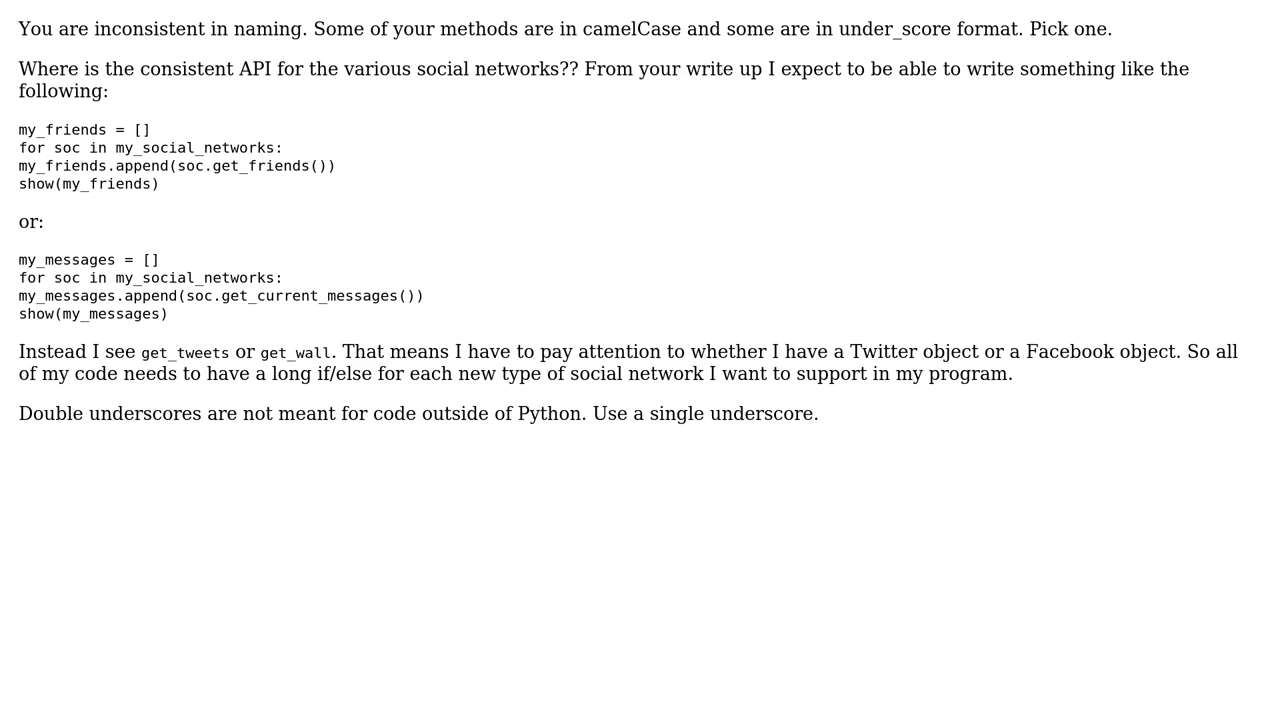 You are inconsistent in naming. Some of your methods are in camelCase and some are in under_score format. Pick one.
Where is the consistent API for the various social networks?? From your write up I expect to be able to write something like the
following:
my_friends = []
for soc in my_social_networks:
my_friends.append(soc.get_friends())
show(my_friends)
or:
my_messages = []
for soc in my_social_networks:
my_messages.append(soc.get_current_messages())
show(my_messages)
Instead I see get_tweets or get_wall. That means I have to pay attention to whether I have a Twitter object or a Facebook object. So all
of my code needs to have a long if/else for each new type of social network I want to support in my program.
Double underscores are not meant for code outside of Python. Use a single underscore.